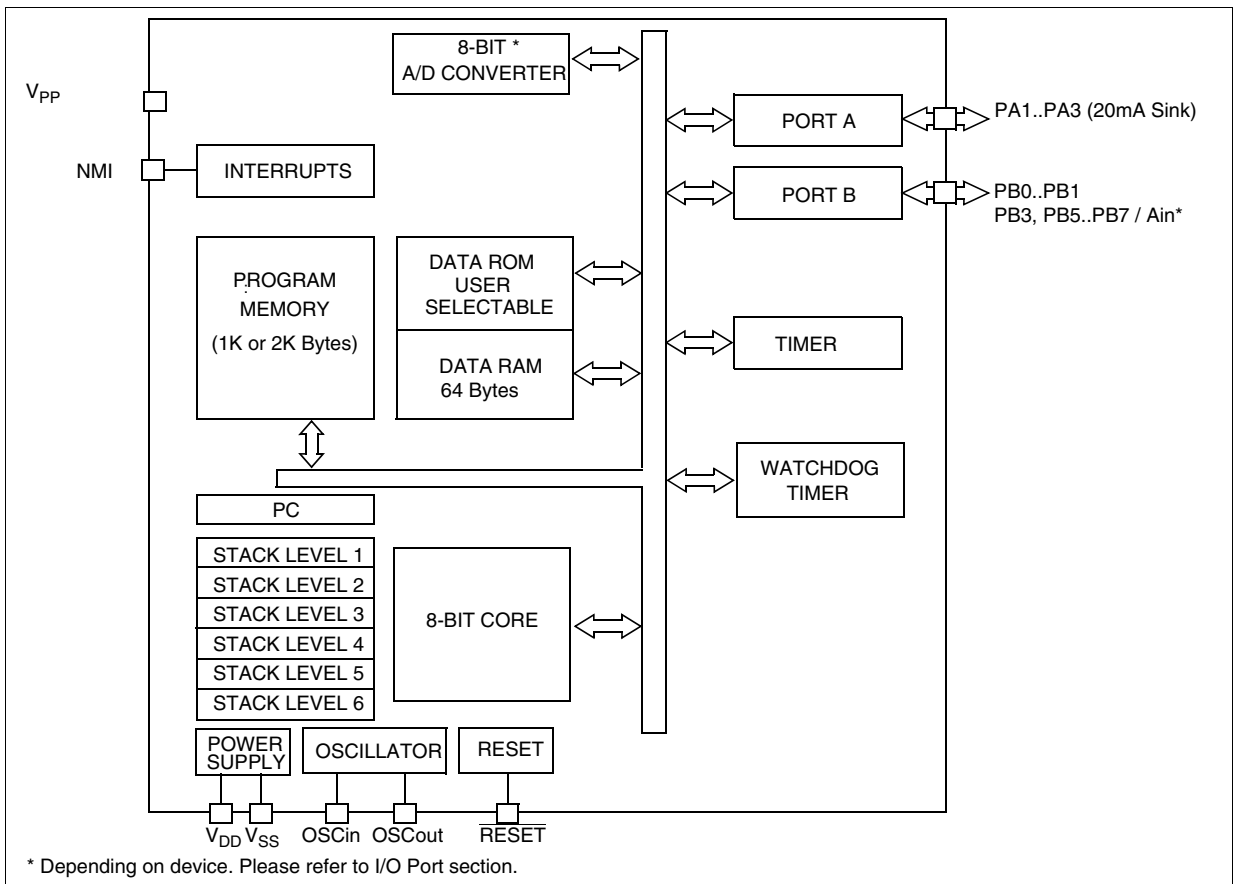 8-BIT *
A/D CONVERTER
V_PP
PORT A
PA1..PA3 (20mA Sink)
NMI
INTERRUPTS
PORT B
PB0..PB1
PB3, PB5..PB7 / Ain*
PROGRAM
MEMORY
(1K or 2K Bytes)
DATA ROM
USER
SELECTABLE
DATA RAM
64 Bytes
TIMER
WATCHDOG
TIMER
PC
STACK LEVEL 1
STACK LEVEL 2
STACK LEVEL 3
STACK LEVEL 4
STACK LEVEL 5
STACK LEVEL 6
8-BIT CORE
POWER
SUPPLY
OSCILLATOR
RESET
V_DD V_SS OSCin OSCout RESET
* Depending on device. Please refer to I/O Port section.